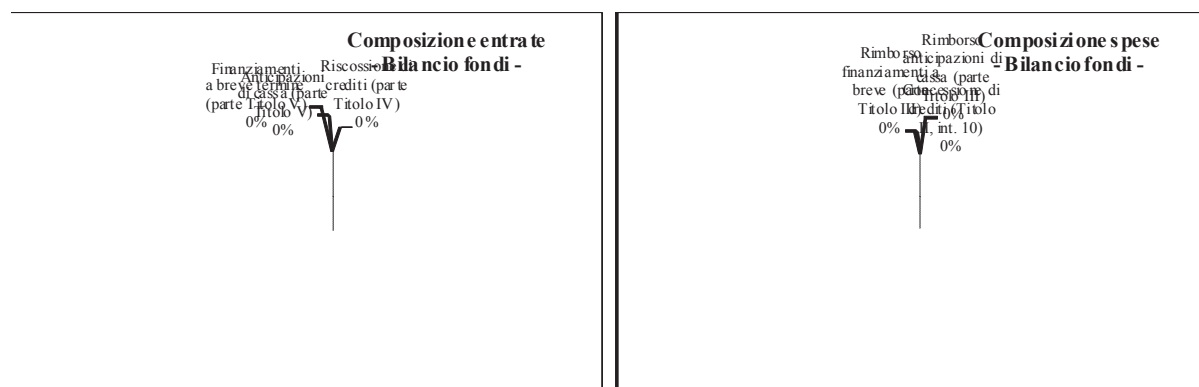 Composizione entrate
- Bilancio fondi -
Finanziamenti
a breve termine
(parte Titolo V)
0%
Anticipazioni
di cassa (parte
Titolo V)
0%
Riscossione di
crediti (parte
Titolo IV)
0%
Composizione spese
- Bilancio fondi -
Rimborso
finanziamenti a
breve (parte
Titolo III)
0%
Rimborso
anticipazioni di
cassa (parte
Titolo III)
0%
Concessione di
crediti (Titolo
II, int. 10)
0%